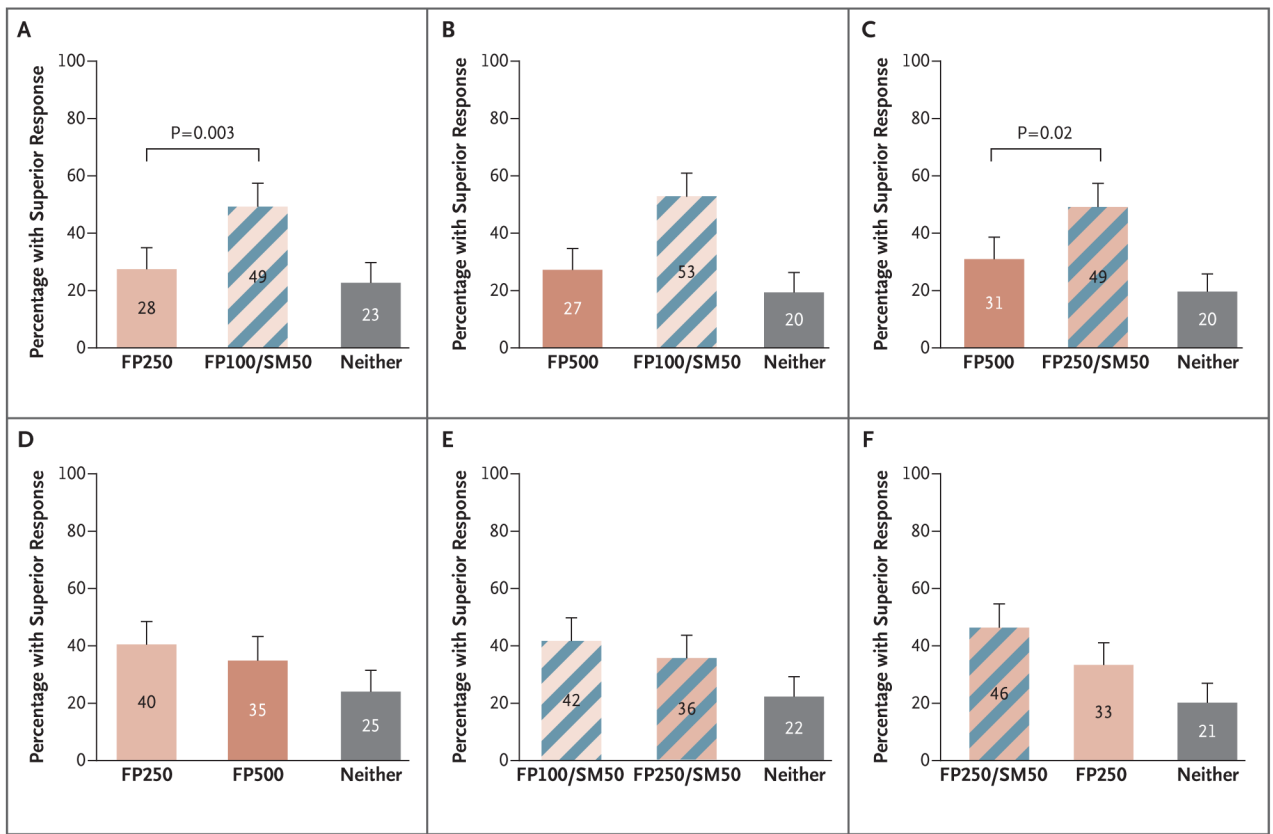 A
Percentage with Superior Response
100
80
60
40
20
0
P=0.003
28
49
23
FP250 FP100/SM50 Neither
B
Percentage with Superior Response
100
80
60
40
20
0
27
53
20
FP500 FP100/SM50 Neither
C
Percentage with Superior Response
100
80
60
40
20
0
P=0.02
31
49
20
FP500 FP250/SM50 Neither
D
Percentage with Superior Response
100
80
60
40
20
0
40
35
25
FP250 FP500 Neither
E
Percentage with Superior Response
100
80
60
40
20
0
42
36
22
FP100/SM50 FP250/SM50 Neither
F
Percentage with Superior Response
100
80
60
40
20
0
46
33
21
FP250/SM50 FP250 Neither